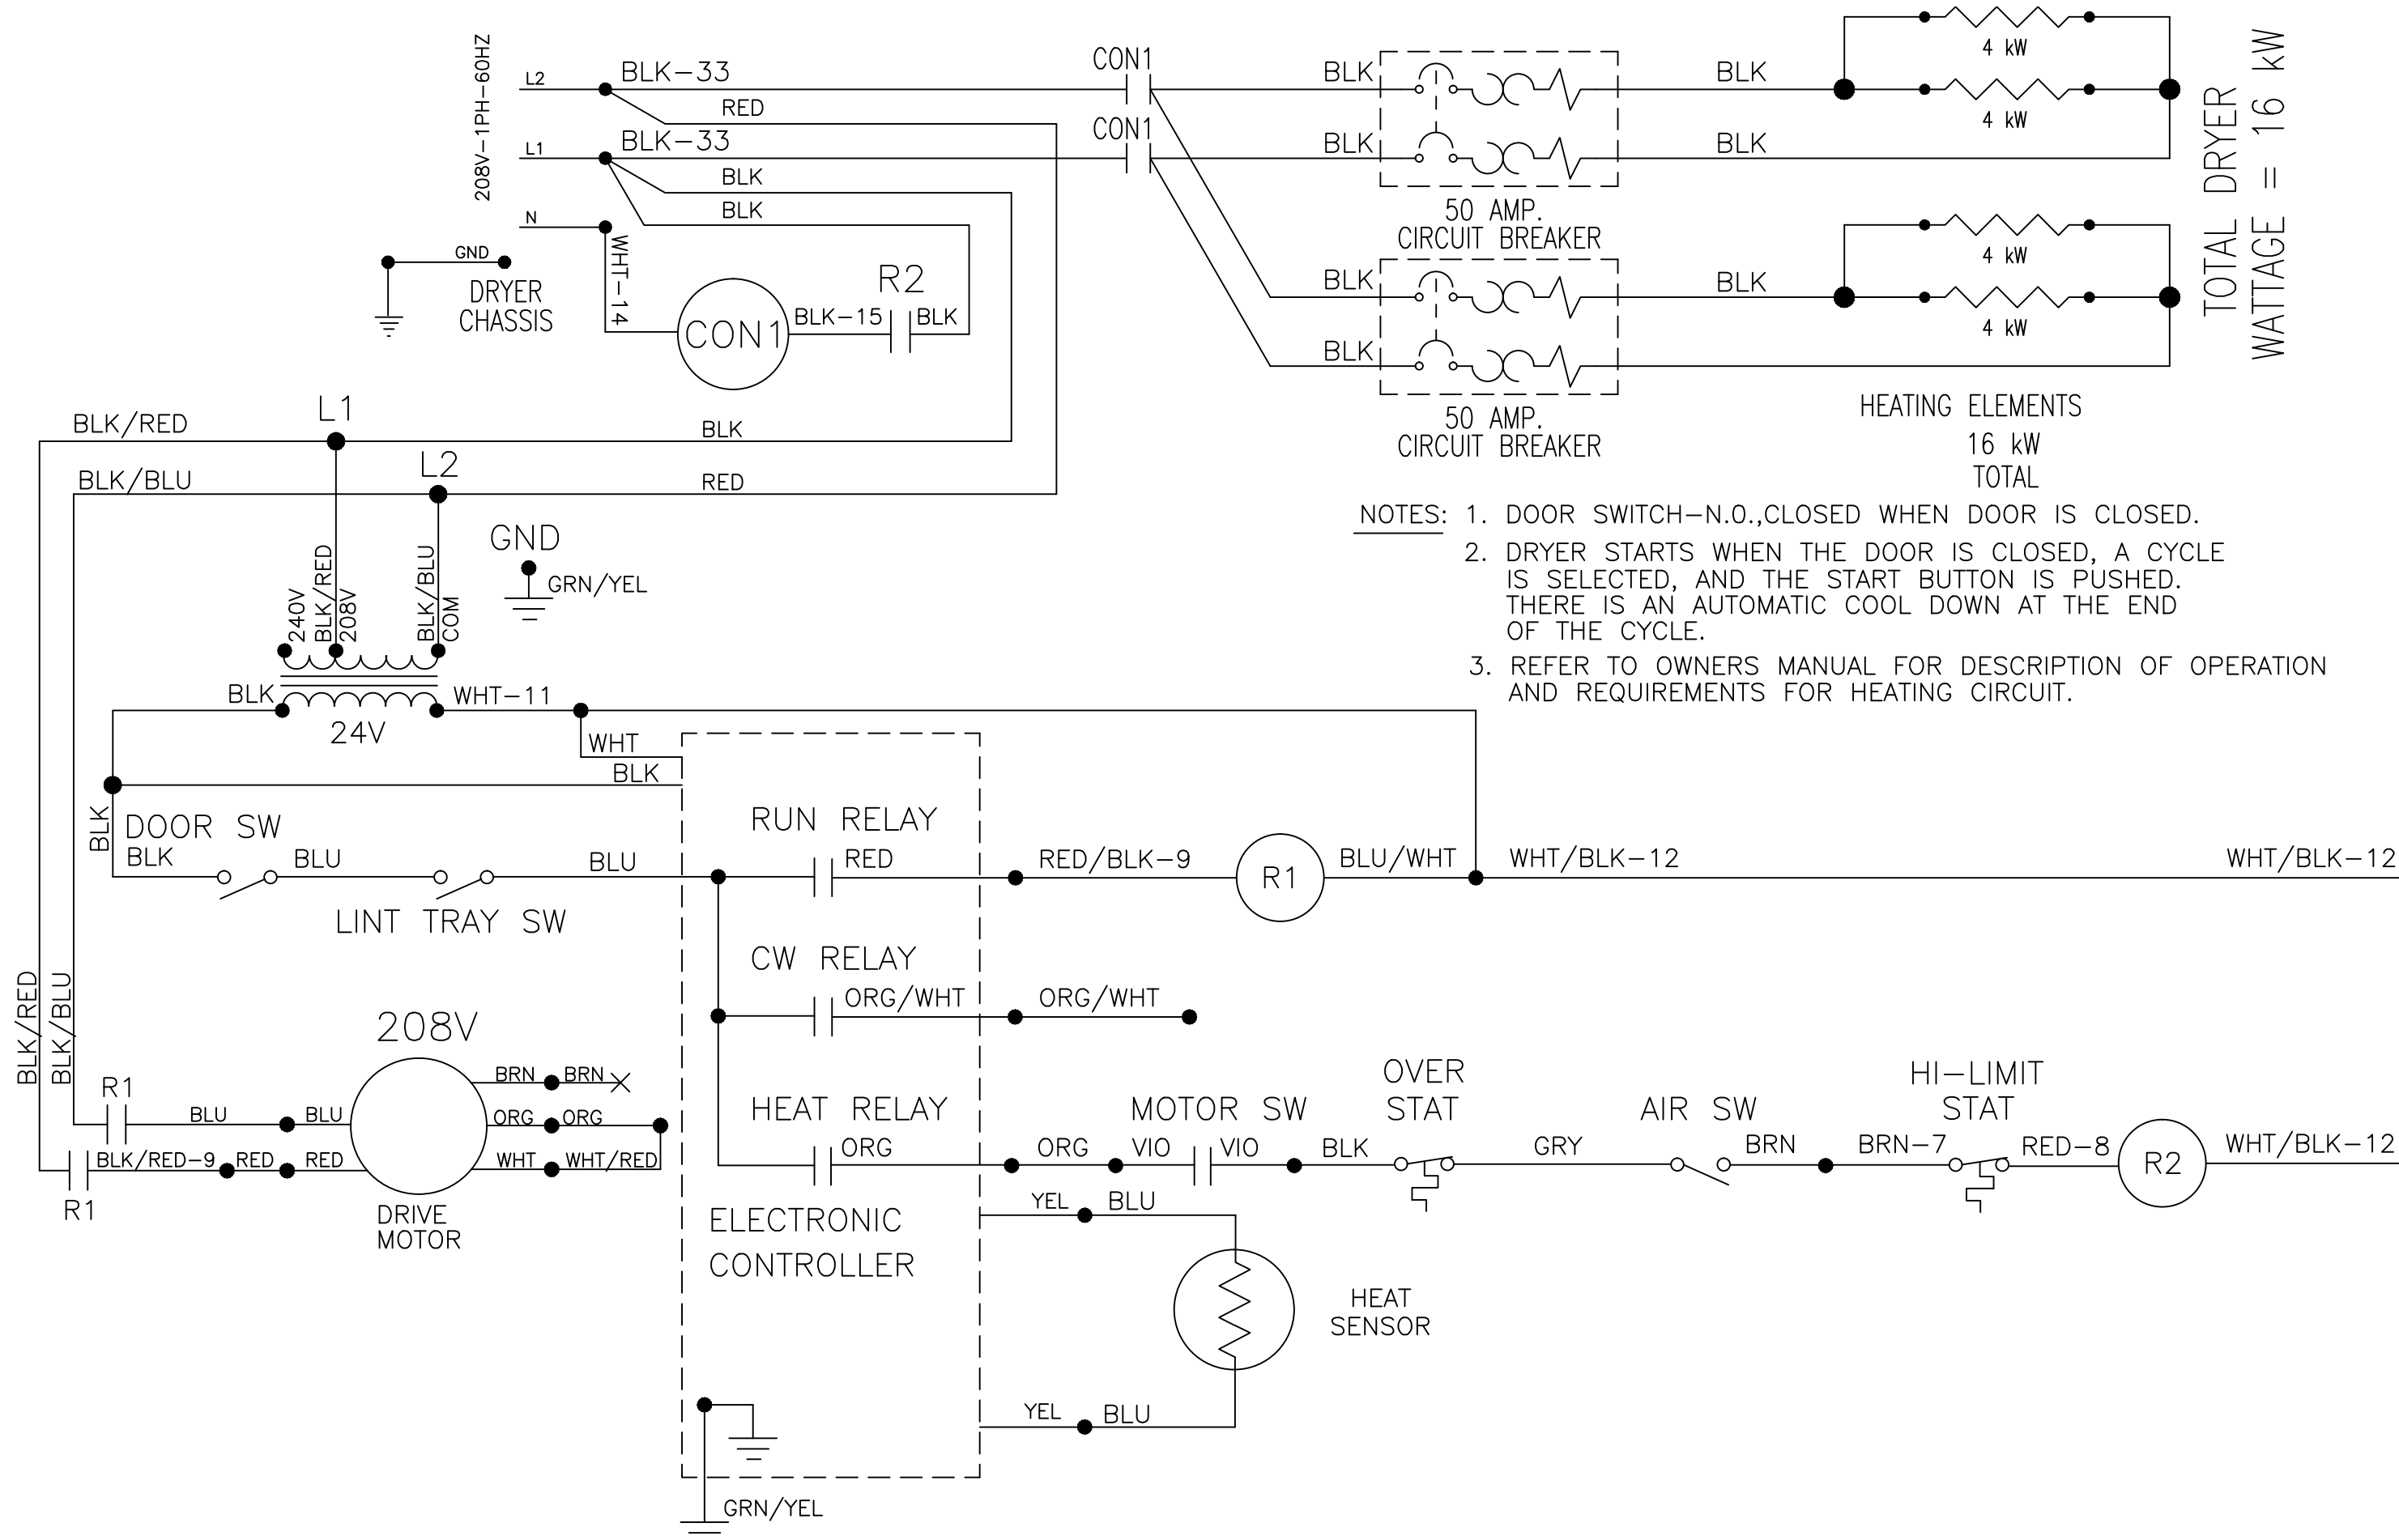 208V-1PH-60HZ
L2
BLK-33
RED
CON1
BLK
BLK
4 kW
4 kW
L1
BLK-33
CON1
BLK
BLK
BLK
BLK
N
WHT-14
50 AMP.
CIRCUIT BREAKER
TOTAL DRYER
WATTAGE = 16 kW
GND
DRYER
CHASSIS
CON1
BLK-15
R2
BLK
BLK
BLK
4 kW
4 kW
BLK
50 AMP.
CIRCUIT BREAKER
HEATING ELEMENTS
16 kW
TOTAL
BLK/RED
L1
BLK
BLK/BLU
L2
RED
NOTES: 1. DOOR SWITCH-N.O.,CLOSED WHEN DOOR IS CLOSED.
2. DRYER STARTS WHEN THE DOOR IS CLOSED, A CYCLE
IS SELECTED, AND THE START BUTTON IS PUSHED.
THERE IS AN AUTOMATIC COOL DOWN AT THE END
OF THE CYCLE.
3. REFER TO OWNERS MANUAL FOR DESCRIPTION OF OPERATION
AND REQUIREMENTS FOR HEATING CIRCUIT.
GND
GRN/YEL
240V
BLK/RED
208V
BLK/BLU
COM
BLK
WHT-11
24V
WHT
BLK
BLK
DOOR SW
BLK
BLU
BLU
LINT TRAY SW
RUN RELAY
RED
RED/BLK-9
R1
BLU/WHT
WHT/BLK-12
WHT/BLK-12
CW RELAY
ORG/WHT
ORG/WHT
BLK/RED
BLK/BLU
208V
R1
BLU
BLU
BRN
BRN
ORG
ORG
BLK/RED-9
RED
RED
WHT
WHT/RED
R1
DRIVE
MOTOR
HEAT RELAY
ORG
ORG
MOTOR SW
VIO
VIO
BLK
OVER
STAT
GRY
AIR SW
BRN
BRN-7
HI-LIMIT
STAT
RED-8
R2
WHT/BLK-12
ELECTRONIC
CONTROLLER
YEL
BLU
HEAT
SENSOR
YEL
BLU
GRN/YEL